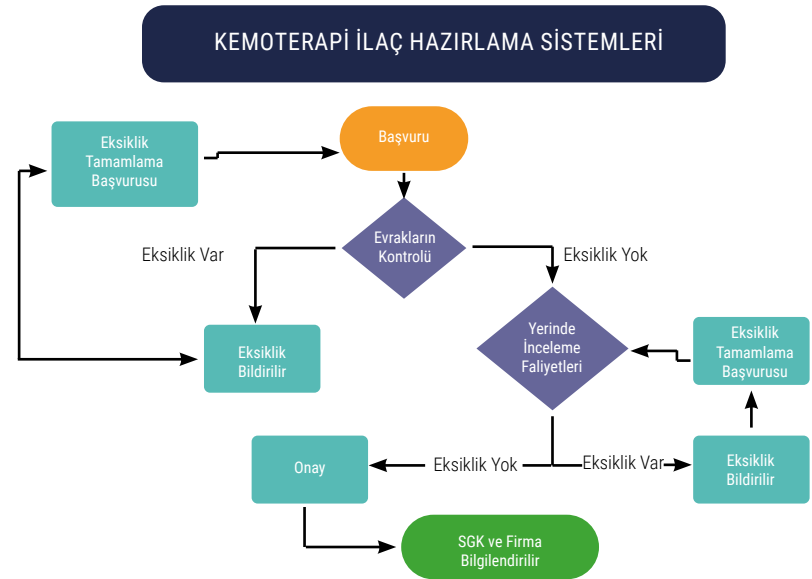 KEMOTERAPİ İLAÇ HAZIRLAMA SİSTEMLERİ
Eksiklik
Tamamlama
Başvurusu
Başvuru
Evrakların
Kontrolü
Eksiklik Var
Eksiklik Yok
Eksiklik
Bildirilir
Yerinde
İnceleme
Faliyetleri
Eksiklik
Tamamlama
Başvurusu
Onay
Eksiklik Yok
Eksiklik Var
Eksiklik
Bildirilir
SGK ve Firma
Bilgilendirilir